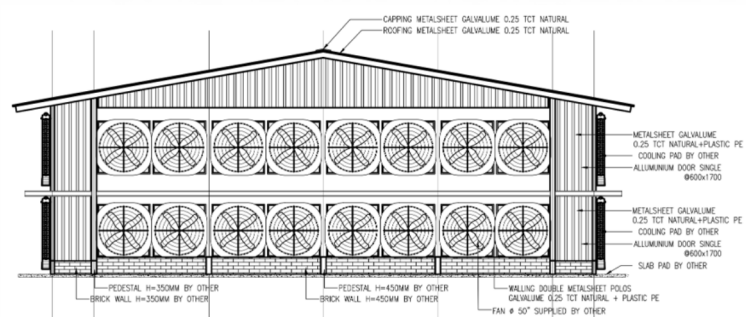 CAPPING METALSHEET GALVALUME 0.25 TCT NATURAL
ROOFING METALSHEET GALVALUME 0.25 TCT NATURAL
METALSHEET GALVALUME
0.25 TCT NATURAL+PLASTIC PE
COOLING PAD BY OTHER
ALLUMUNIUM DOOR SINGLE
@600x1700
METALSHEET GALVALUME
0.25 TCT NATURAL+PLASTIC PE
COOLING PAD BY OTHER
ALLUMUNIUM DOOR SINGLE
@600x1700
SLAB PAD BY OTHER
PEDESTAL H=350MM BY OTHER
BRICK WALL H=350MM BY OTHER
PEDESTAL H=450MM BY OTHER
BRICK WALL H=450MM BY OTHER
WALLING DOUBLE METALSHEET POLOS
GALVALUME 0.25 TCT NATURAL + PLASTIC PE
FAN Ø 50" SUPPLIED BY OTHER